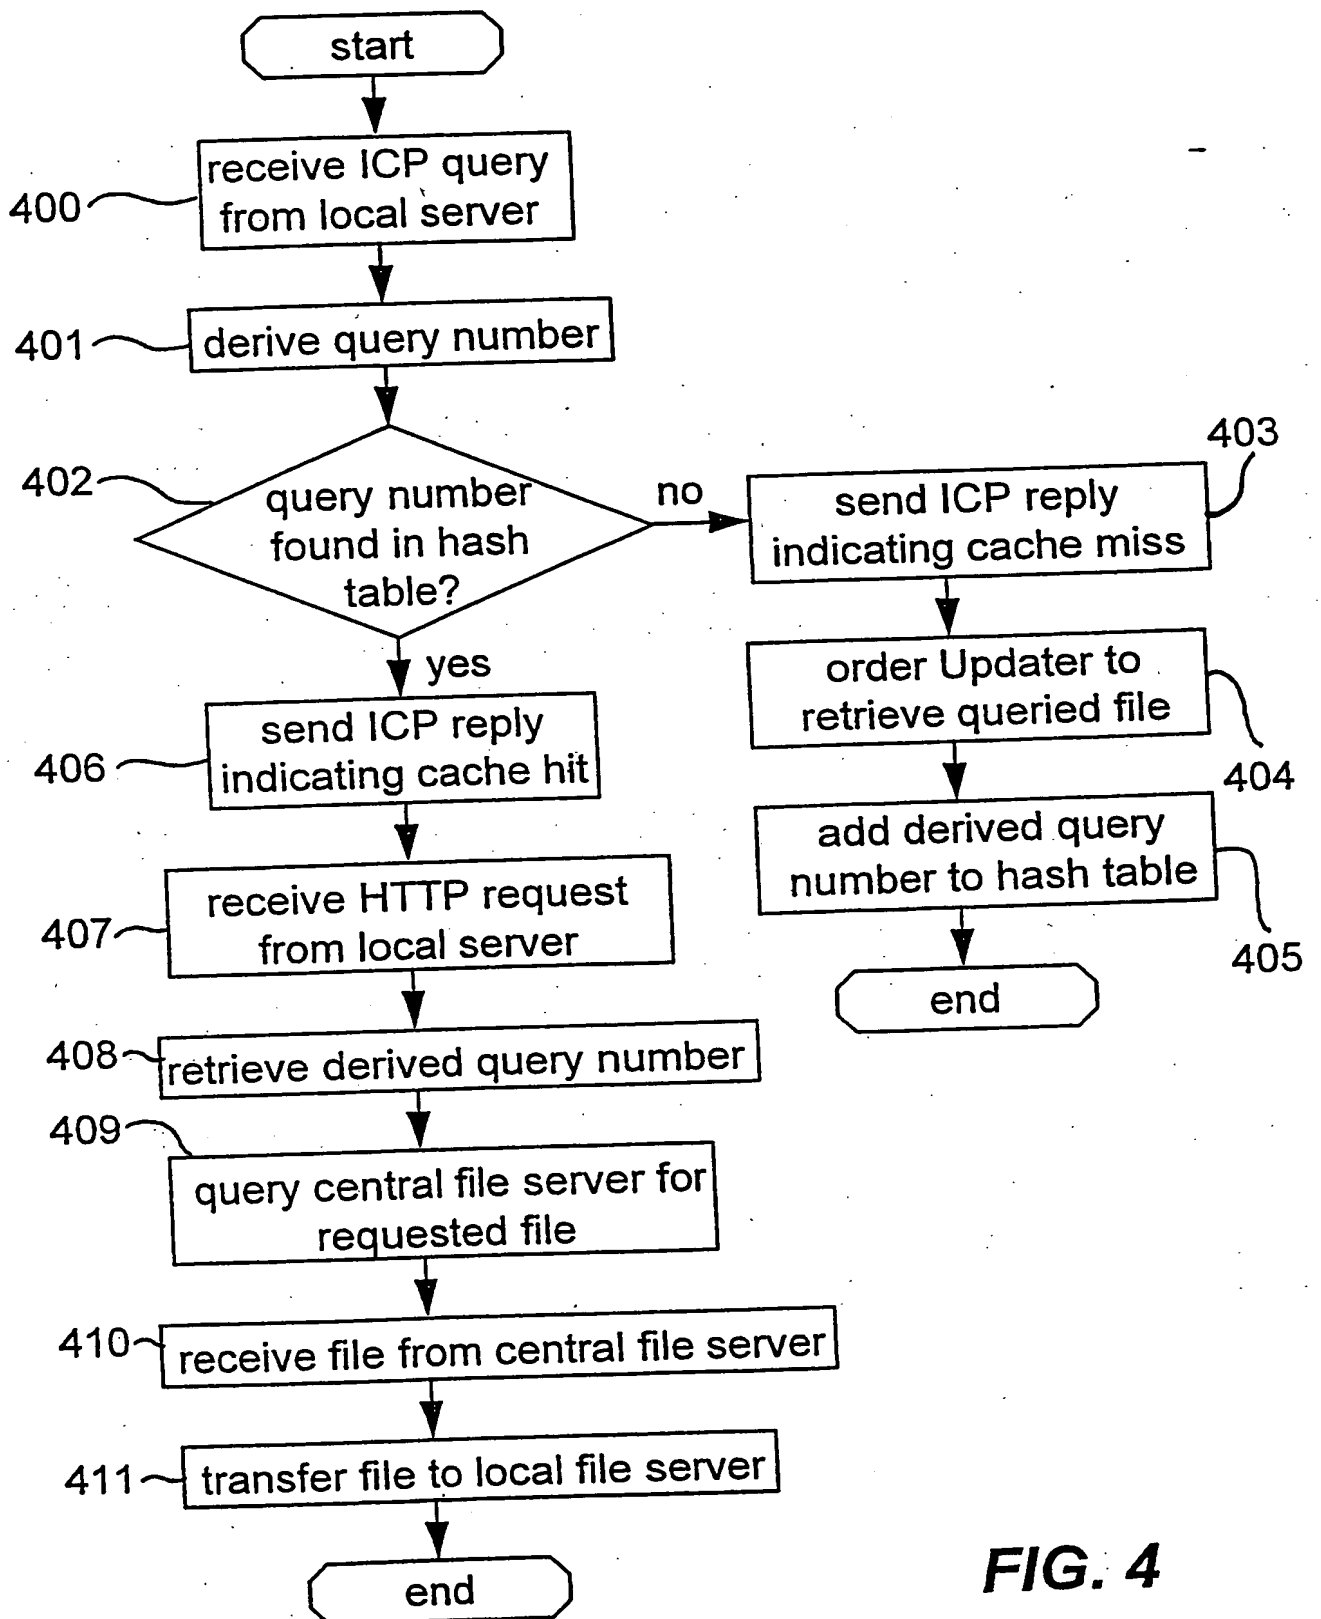 start
receive ICP query
from local server
400
derive query number
401
402
query number
found in hash
table?
no
403
send ICP reply
indicating cache miss
yes
order Updater to
retrieve queried file
404
send ICP reply
indicating cache hit
406
add derived query
number to hash table
405
receive HTTP request
from local server
407
end
408
retrieve derived query number
409
query central file server for
requested file
410
receive file from central file server
411
transfer file to local file server
end
FIG. 4